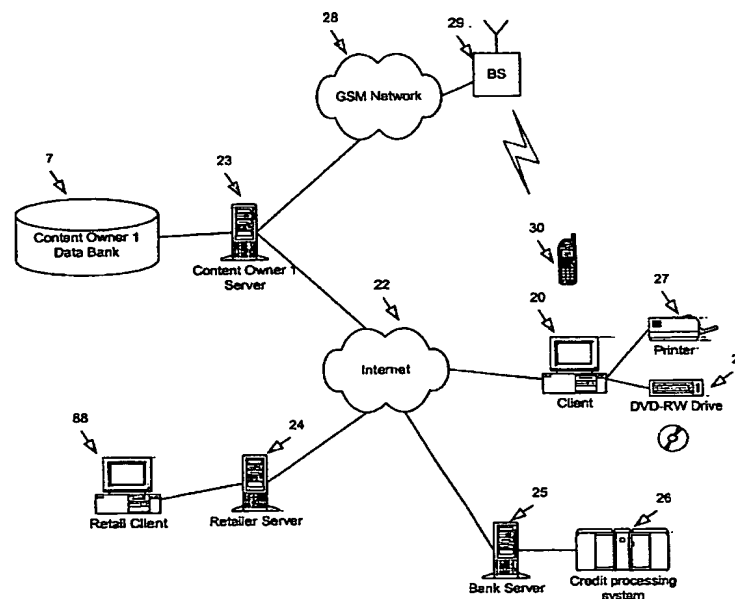 28
29
BS
GSM Network
7
23
Content Owner 1
Data Bank
Content Owner 1
Server
30
22
20
27
Internet
Printer
2
Client
DVD-RW Drive
88
24
Retail Client
Retailer Server
25
26
Bank Server
Credit processing
system